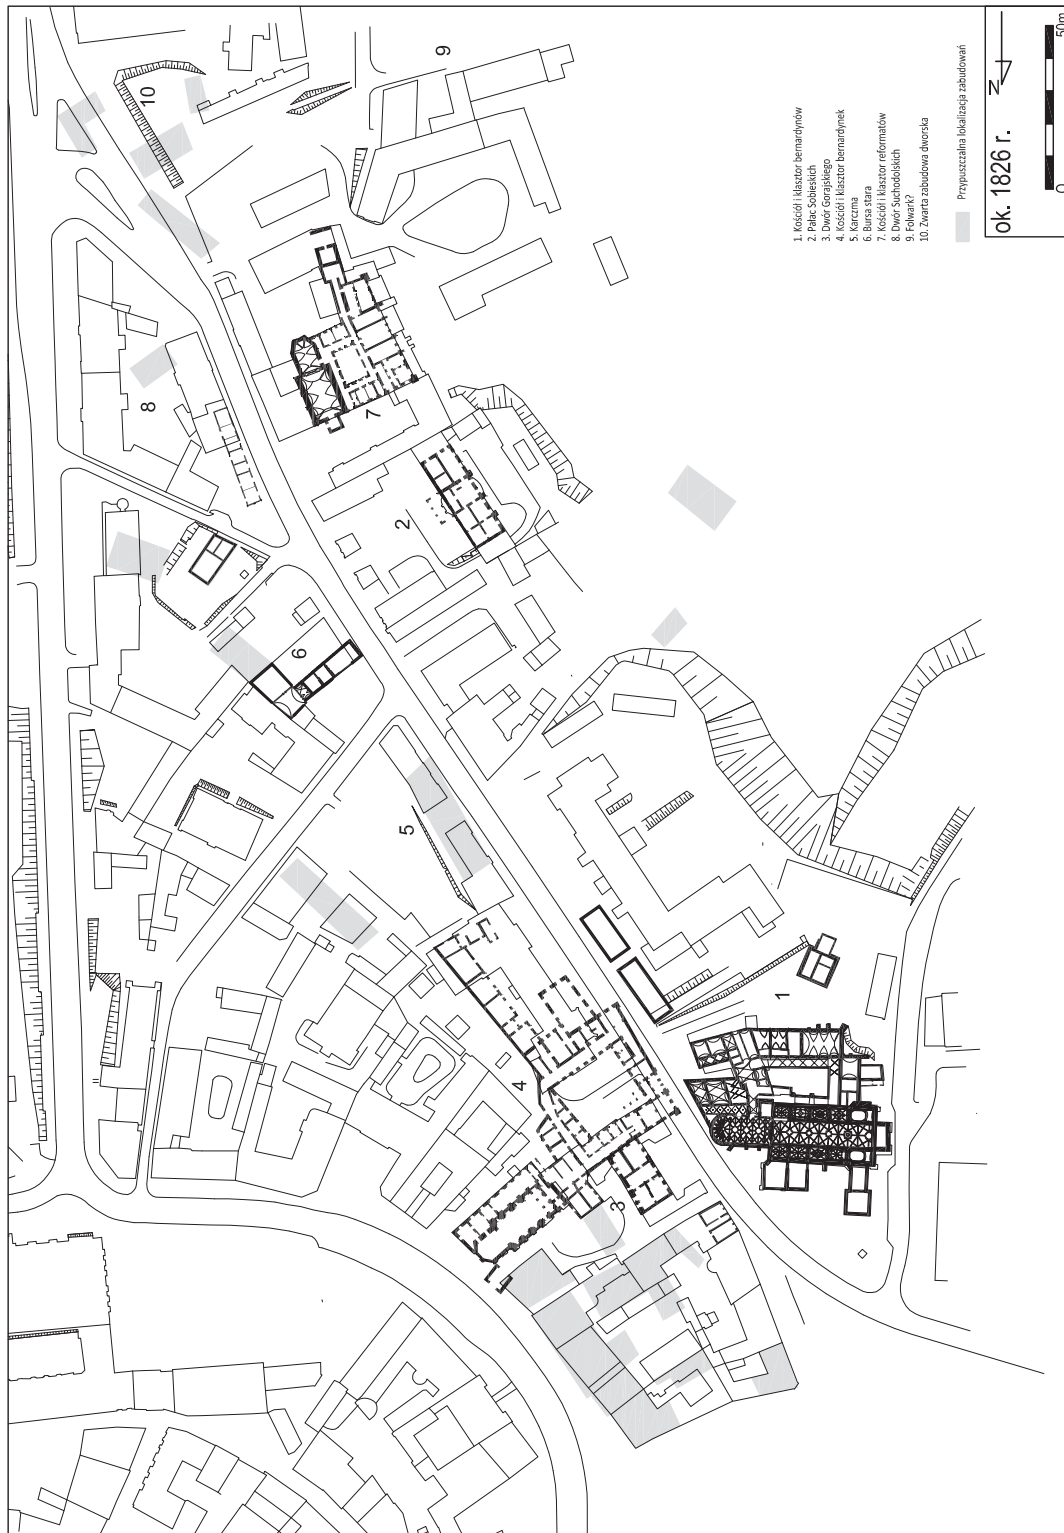 1. Kościół i klasztor bernardynów
2. Pałac Sobieskich
3. Dwór Gorajskiego
4. Kościół i klasztor bernardynek
5. Karczma
6. Bursa stara
7. Kościół i klasztor reformatów
8. Dwór Suchodolskich
9. Folwark?
10. Zwarta zabudowa dworska
Przypuszczalna lokalizacja zabudowań
ok. 1826 r.
N
0 50m
10
9
8
7
2
6
5
4
3
1